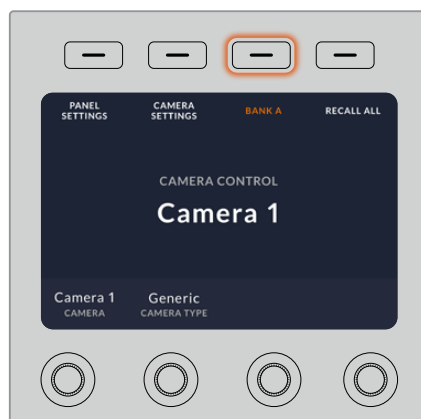 PANEL
SETTINGS
CAMERA
SETTINGS
BANK A
RECALL ALL
CAMERA CONTROL
Camera 1
Camera 1
CAMERA
Generic
CAMERA TYPE